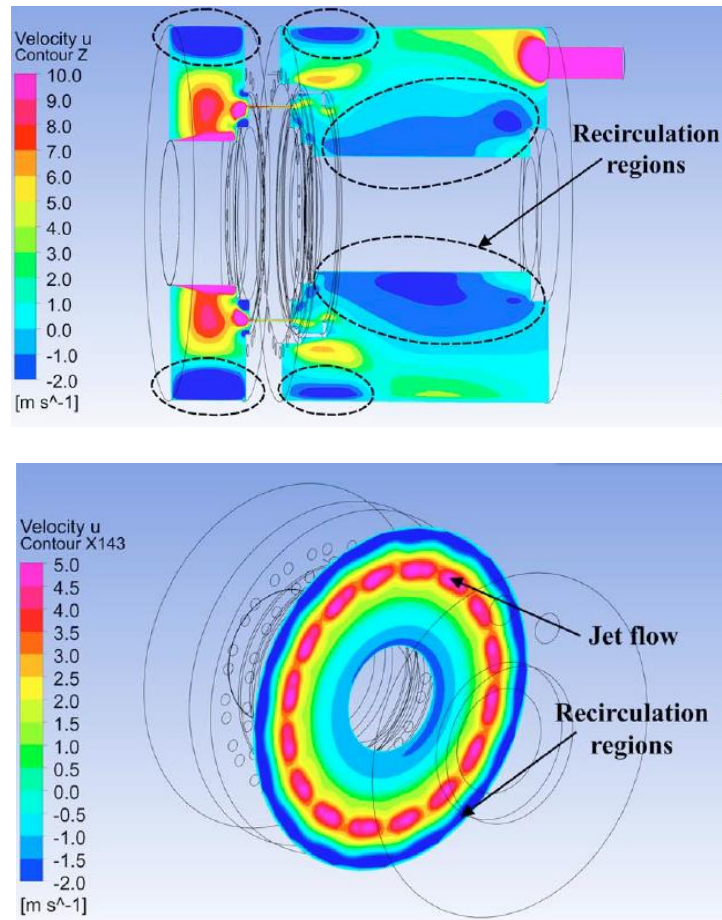 Velocity u
Contour Z
10.0
9.0
8.0
7.0
6.0
5.0
4.0
3.0
2.0
1.0
0.0
-1.0
-2.0
[m s^-1]
Recirculation
regions
Velocity u
Contour X143
5.0
4.5
4.0
3.5
3.0
2.5
2.0
1.5
1.0
0.5
0.0
-0.5
-1.0
-1.5
-2.0
[m s^-1]
Jet flow
Recirculation
regions